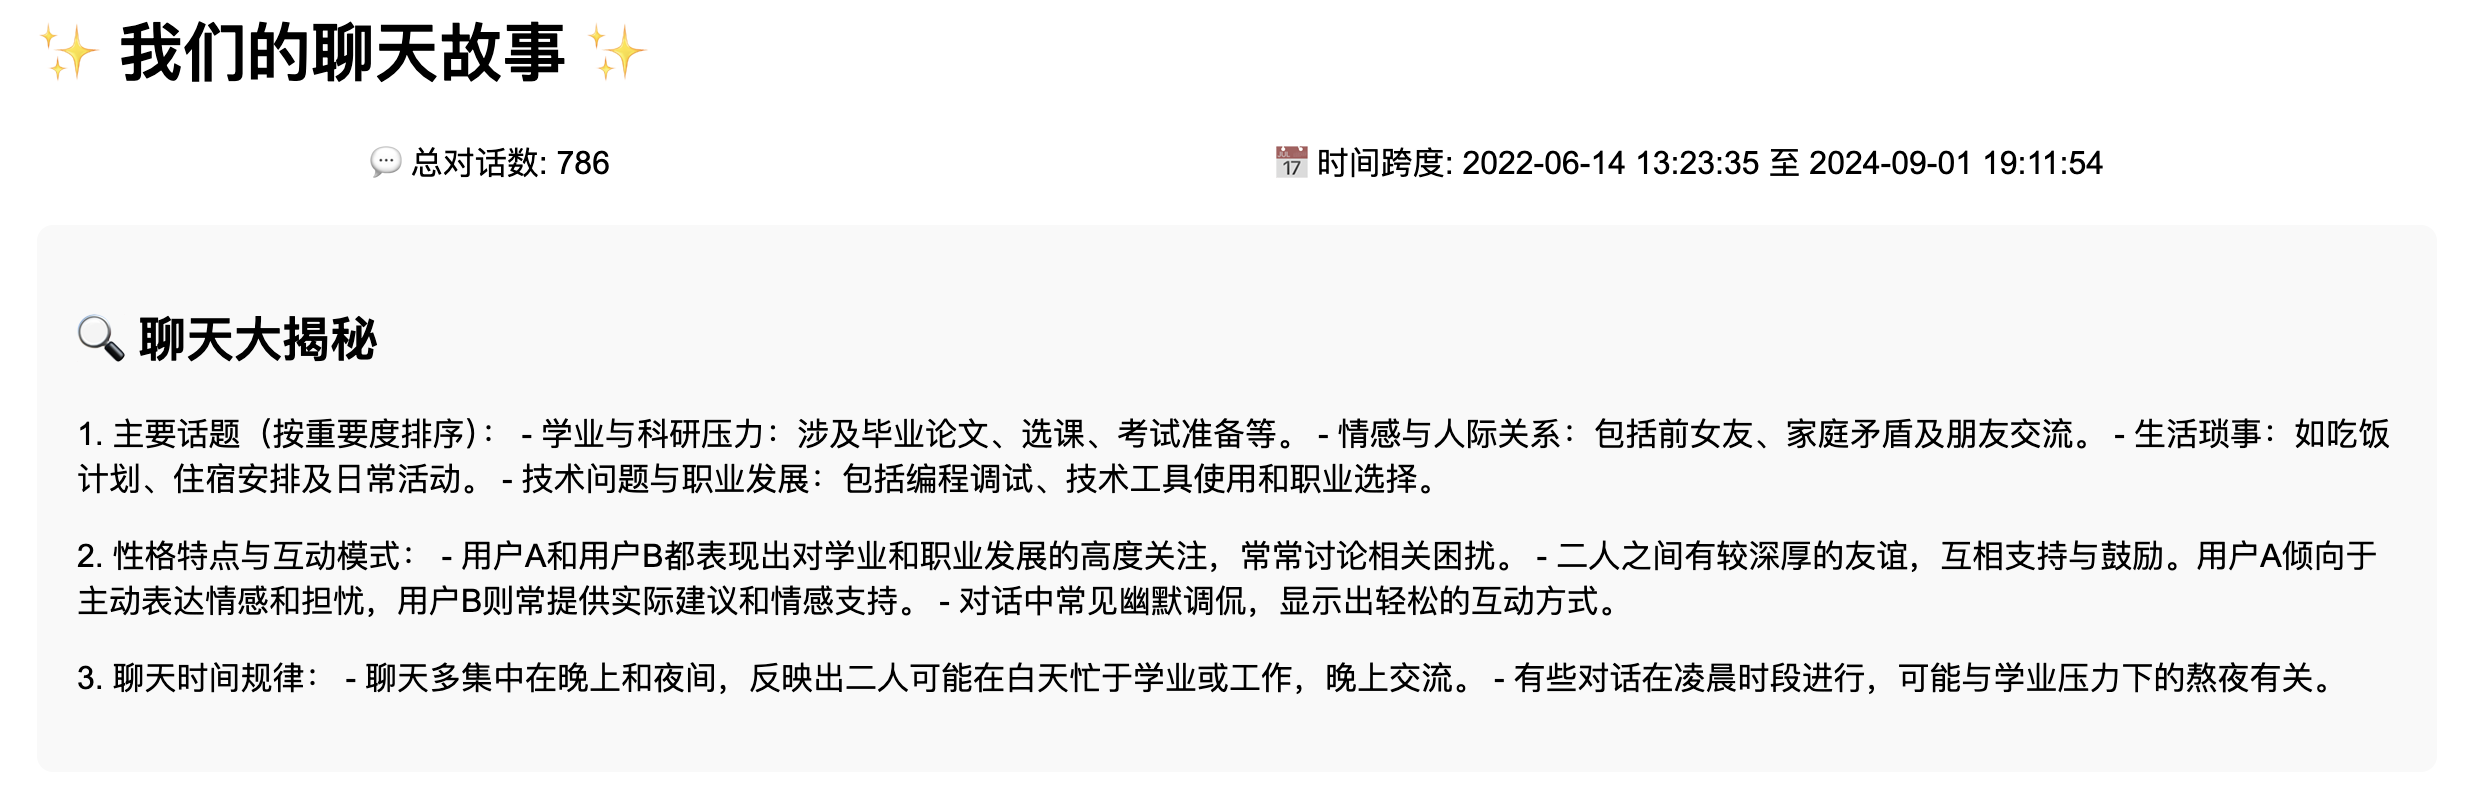 ✨ 我们的聊天故事 ✨
💬 总对话数: 786
📅 时间跨度: 2022-06-14 13:23:35 至 2024-09-01 19:11:54
🔍 聊天大揭秘
1. 主要话题（按重要度排序）： - 学业与科研压力：涉及毕业论文、选课、考试准备等。 - 情感与人际关系：包括前女友、家庭矛盾及朋友交流。 - 生活琐事：如吃饭
计划、住宿安排及日常活动。 - 技术问题与职业发展：包括编程调试、技术工具使用和职业选择。
2. 性格特点与互动模式： - 用户A和用户B都表现出对学业和职业发展的高度关注，常常讨论相关困扰。 - 二人之间有较深厚的友谊，互相支持与鼓励。用户A倾向于
主动表达情感和担忧，用户B则常提供实际建议和情感支持。 - 对话中常见幽默调侃，显示出轻松的互动方式。
3. 聊天时间规律： - 聊天多集中在晚上和夜间，反映出二人可能在白天忙于学业或工作，晚上交流。 - 有些对话在凌晨时段进行，可能与学业压力下的熬夜有关。